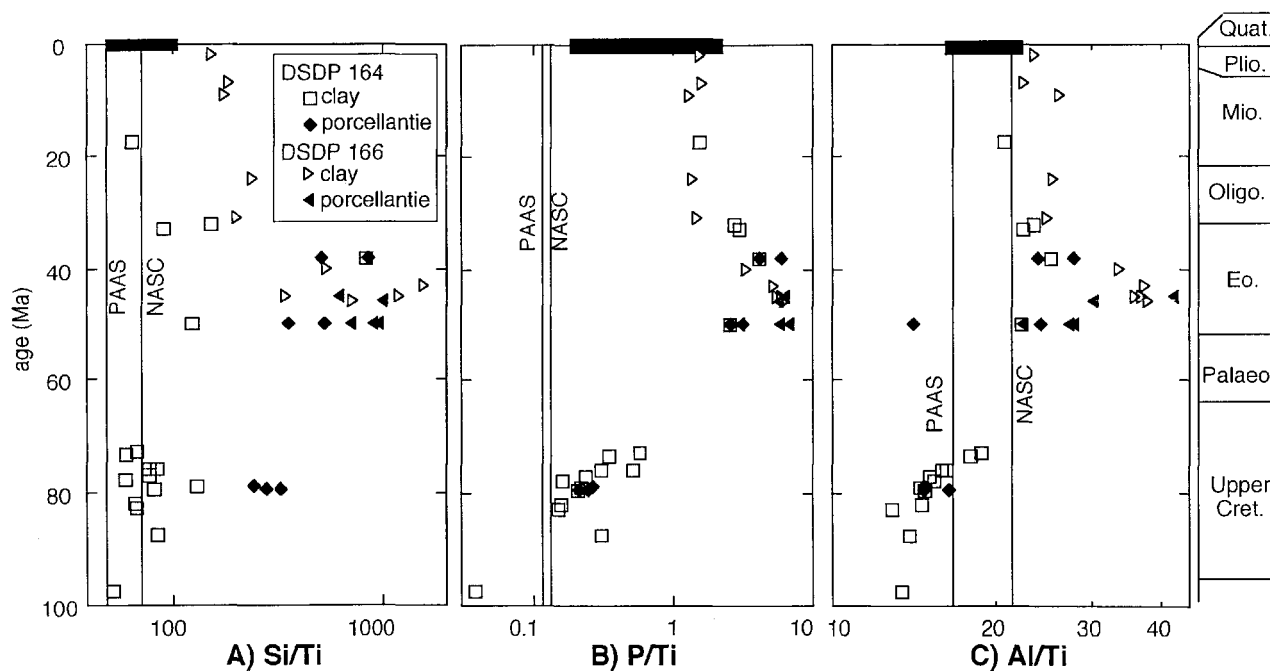 0
20
40
60
80
100
age (Ma)
DSDP 164
clay
porcellantie
DSDP 166
clay
porcellantie
PAAS
NASC
100
1000
A) Si/Ti
PAAS
NASC
0.1
1
10
B) P/Ti
PAAS
NASC
10
20
40
C) Al/Ti
Quat.
Plio.
Mio.
Oligo.
Eo.
Palaeo.
Upper
Cret.